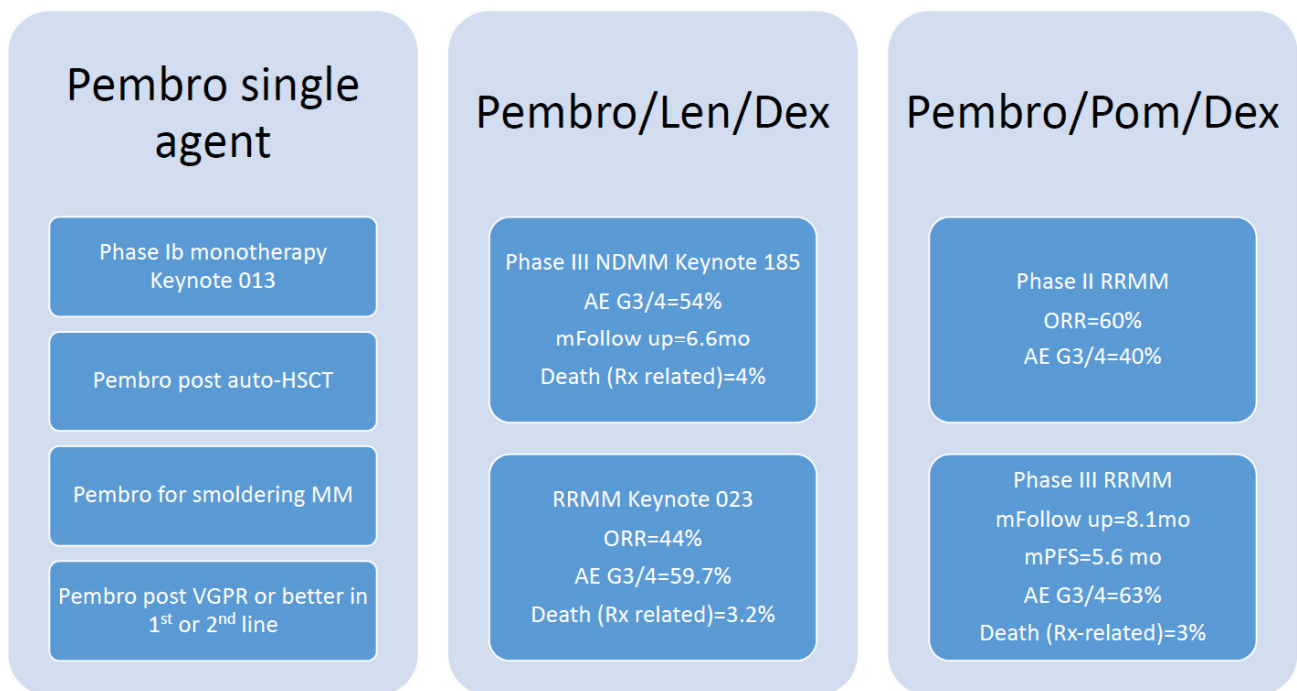 Pembro single
agent
Phase Ib monotherapy
Keynote 013
Pembro post auto-HSCT
Pembro for smoldering MM
Pembro post VGPR or better in
1st or 2nd line
Pembro/Len/Dex
Phase III NDMM Keynote 185
AE G3/4=54%
mFollow up=6.6mo
Death (Rx related)=4%
RRMM Keynote 023
ORR=44%
AE G3/4=59.7%
Death (Rx related)=3.2%
Pembro/Pom/Dex
Phase II RRMM
ORR=60%
AE G3/4=40%
Phase III RRMM
mFollow up=8.1mo
mPFS=5.6 mo
AE G3/4=63%
Death (Rx-related)=3%